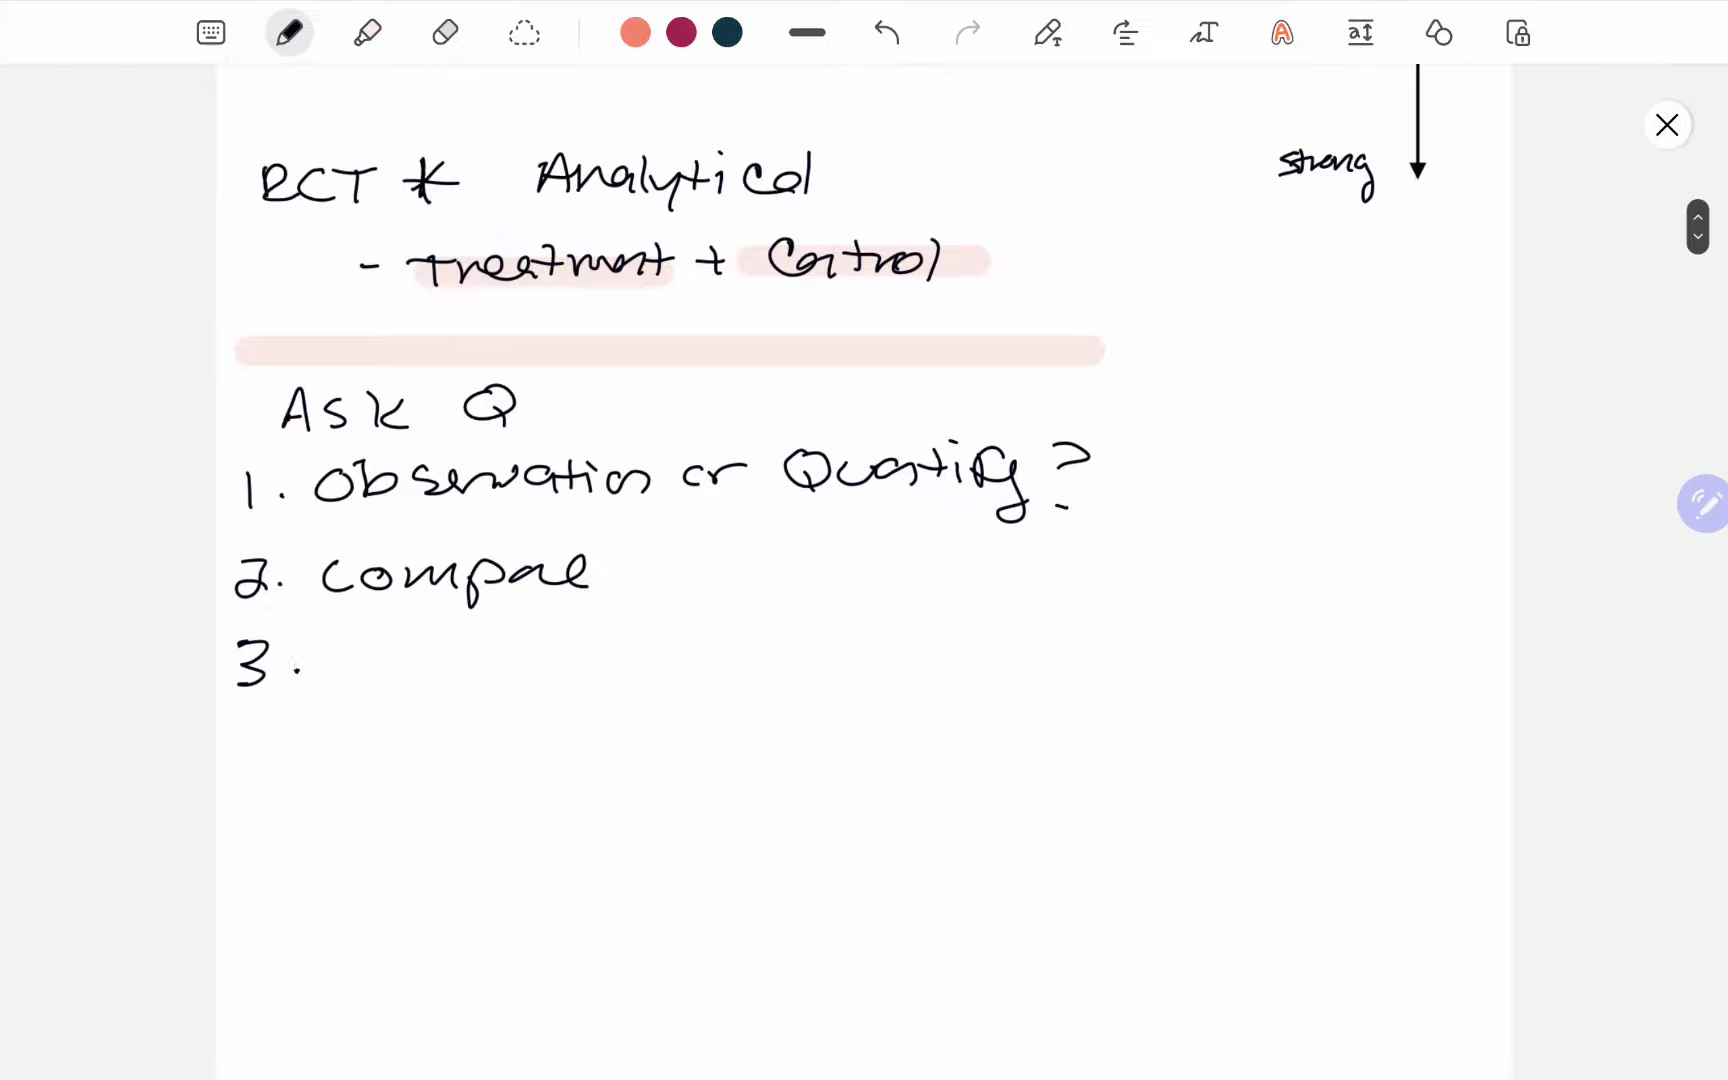 strong
RCT * Analytical
- Treatment + Control
Ask Q
1. Observation or Quantify?
2. Compare
3.